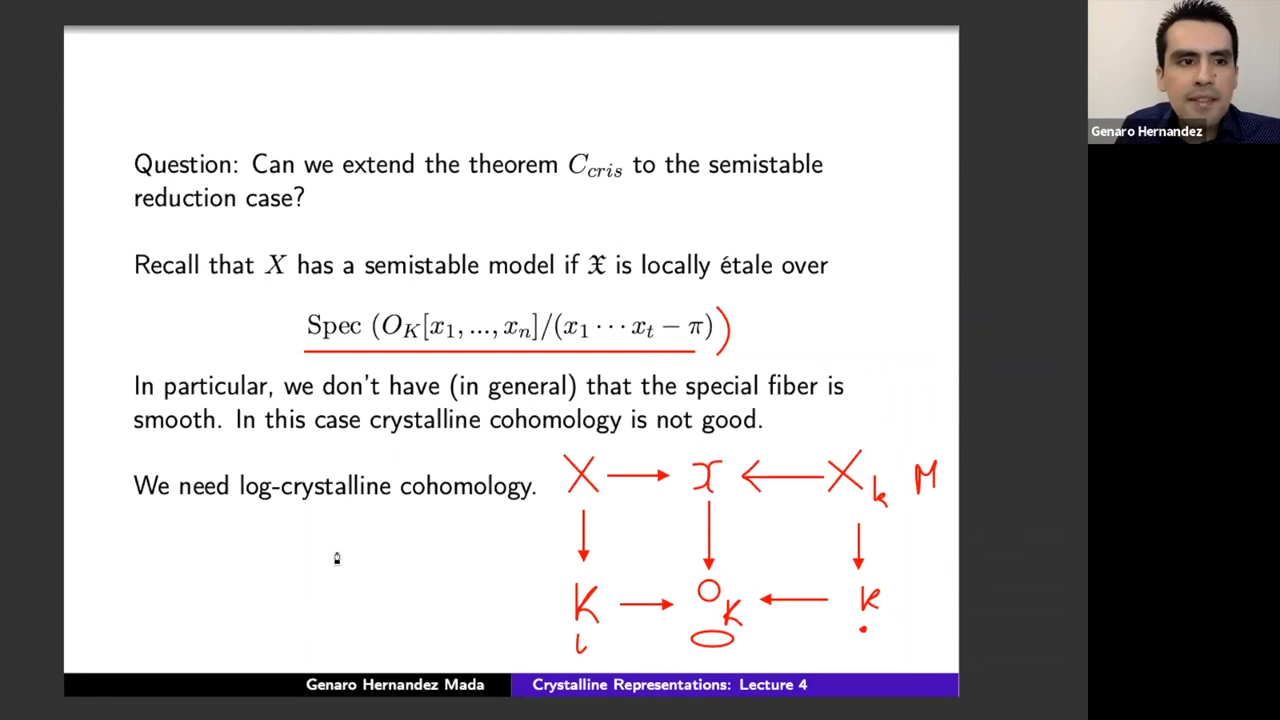 Question: Can we extend the theorem C_{cris} to the semistable
reduction case?
Recall that X has a semistable model if 𝔛 is locally étale over
Spec (O_K[x_1, ..., x_n]/(x_1 ⋯ x_t − π))
In particular, we don't have (in general) that the special fiber is
smooth. In this case crystalline cohomology is not good.
We need log-crystalline cohomology.
X → 𝔛 ← X_k M
K → O_K ← k
Genaro Hernandez Mada
Crystalline Representations: Lecture 4
Genaro Hernandez